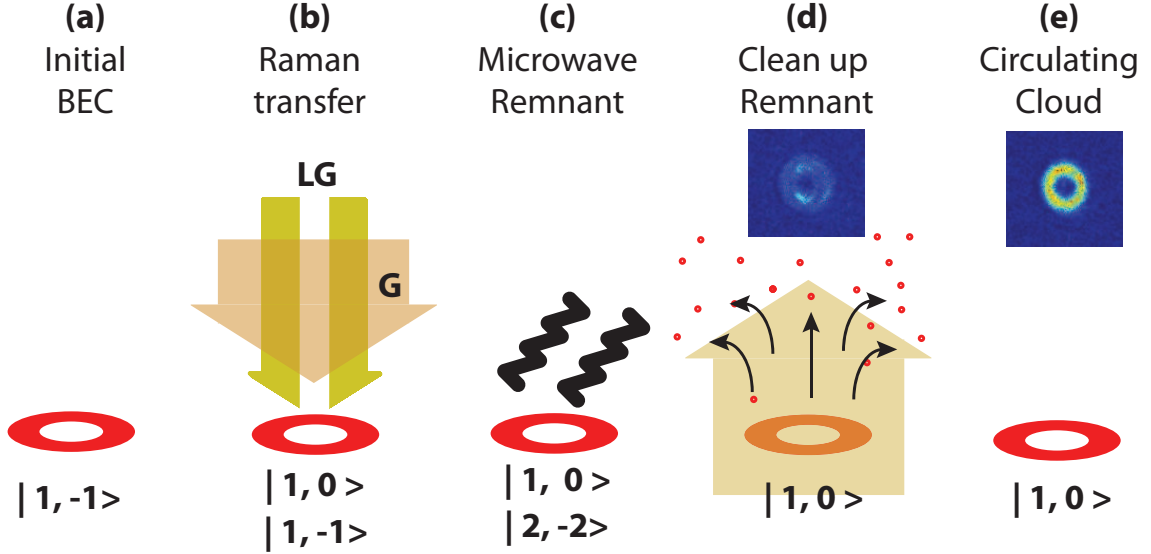 (a)
Initial
BEC
| 1, -1>
(b)
Raman
transfer
LG
G
| 1, 0 >
| 1, -1>
(c)
Microwave
Remnant
| 1, 0 >
| 2, -2>
(d)
Clean up
Remnant
| 1, 0 >
(e)
Circulating
Cloud
| 1, 0 >